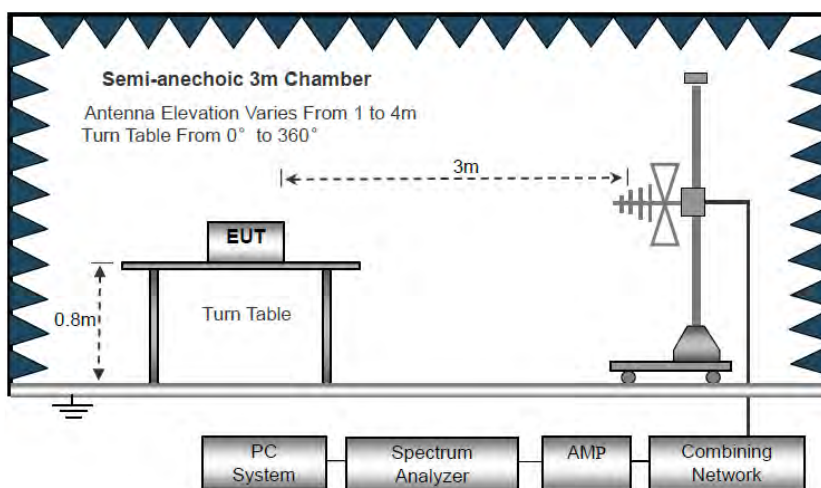 Semi-anechoic 3m Chamber
Antenna Elevation Varies From 1 to 4m
Turn Table From 0° to 360°
3m
EUT
0.8m
Turn Table
PC
System
Spectrum
Analyzer
AMP
Combining
Network